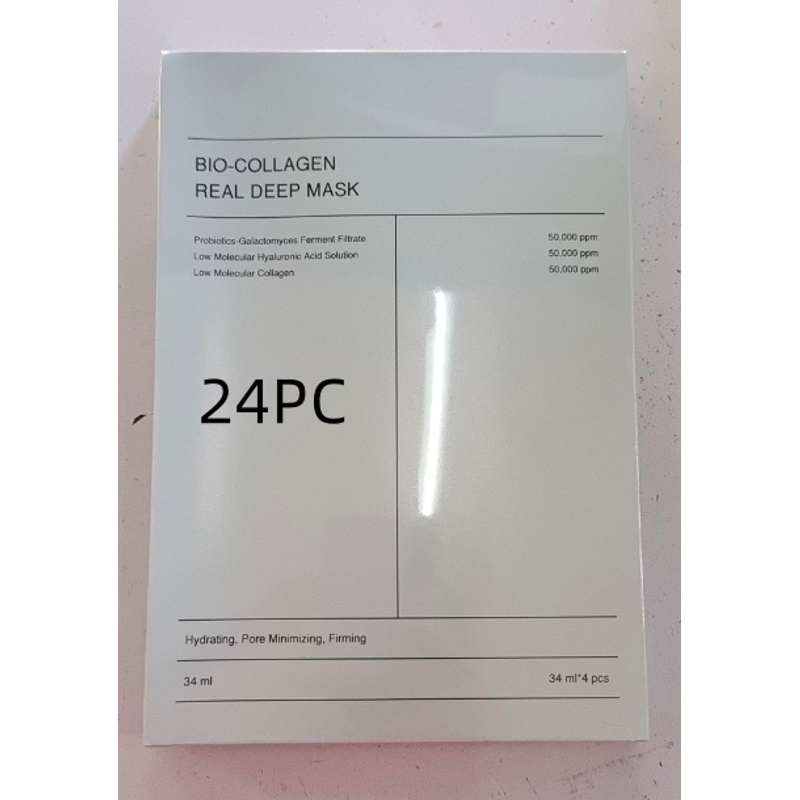 BIO-COLLAGEN
REAL DEEP MASK
Probiotics-Galactomyces Ferment Filtrate 50,000 ppm
Low Molecular Hyaluronic Acid Solution 50,000 ppm
Low Molecular Collagen 50,000 ppm
24PC
Hydrating, Pore Minimizing, Firming
34 ml 34 ml*4 pcs